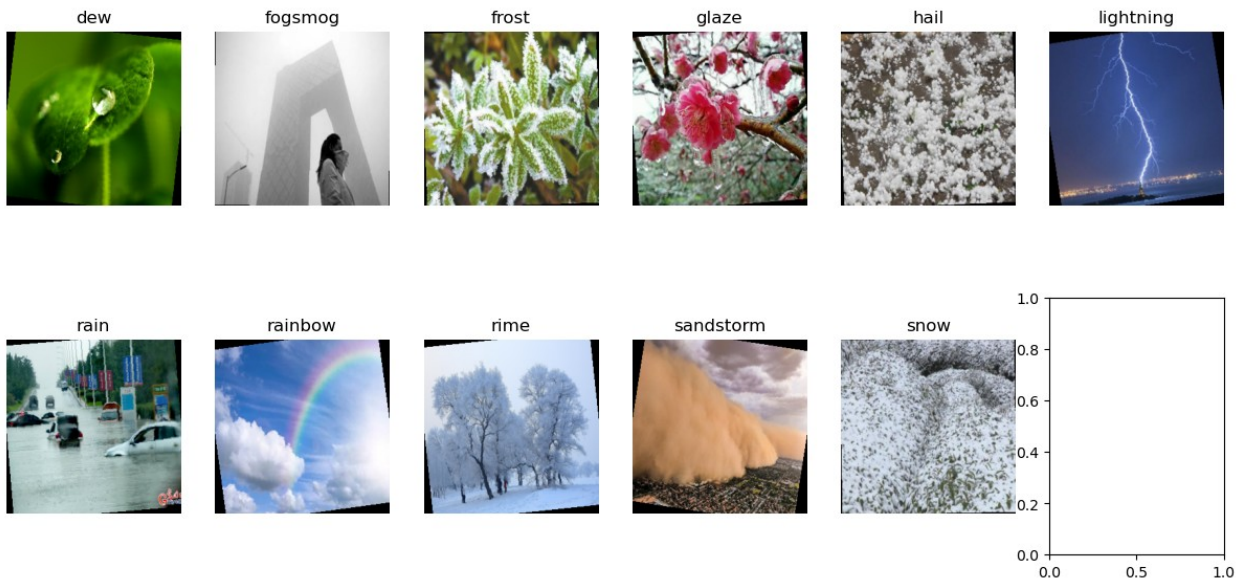 dew
fogsmog
frost
glaze
hail
lightning
rain
rainbow
rime
sandstorm
snow
1.0
0.8
0.6
0.4
0.2
0.0
0.0
0.5
1.0